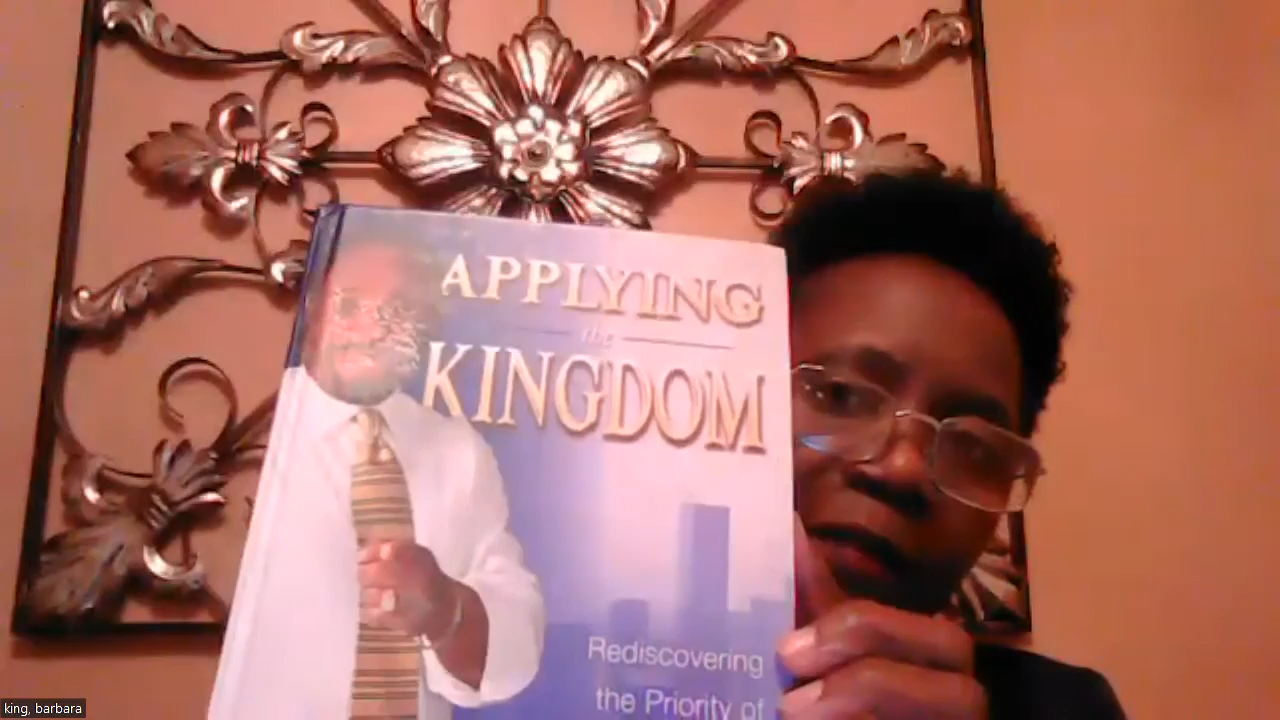 APPLYING
the
KINGDOM
Rediscovering
the Priority of
king, barbara